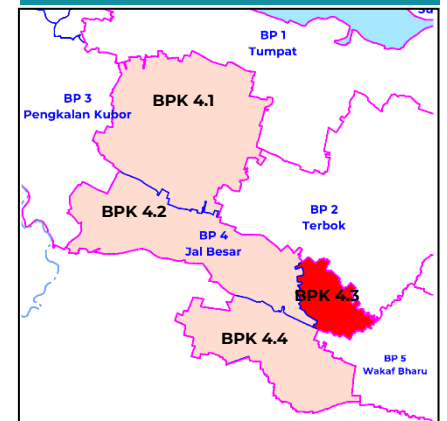 Su
BP 1
Tumpat
BP 3
Pengkalan Kubor
BPK 4.1
BPK 4.2
BP 2
Terbok
BP 4
Jal Besar
BPK 4.3
BPK 4.4
BP 5
Wakaf Bharu